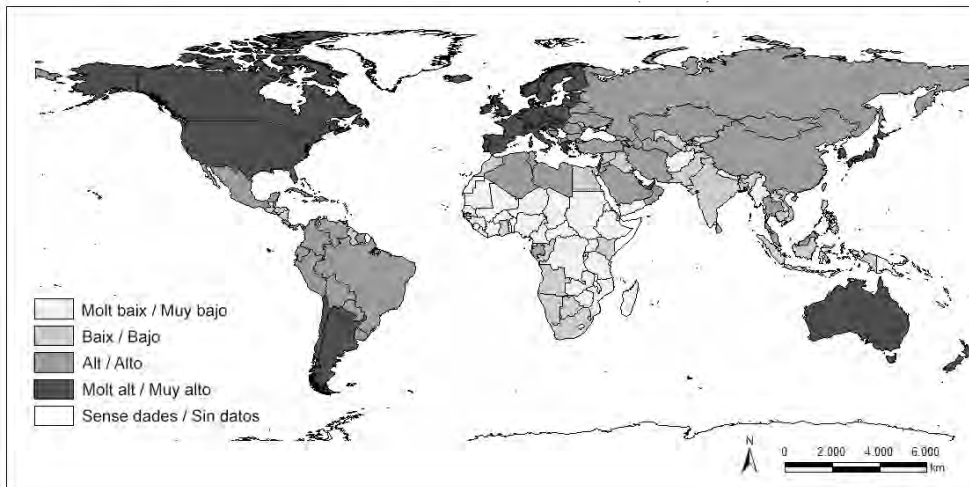 Molt baix / Muy bajo
Baix / Bajo
Alt / Alto
Molt alt / Muy alto
Sense dades / Sin datos
N
0 2.000 4.000 6.000
km